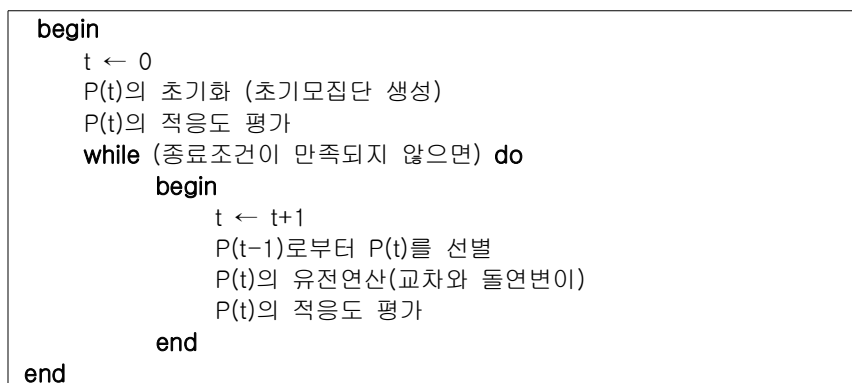 begin
t ← 0
P(t)의 초기화 (초기모집단 생성)
P(t)의 적응도 평가
while (종료조건이 만족되지 않으면) do
begin
t ← t+1
P(t-1)로부터 P(t)를 선별
P(t)의 유전연산(교차와 돌연변이)
P(t)의 적응도 평가
end
end